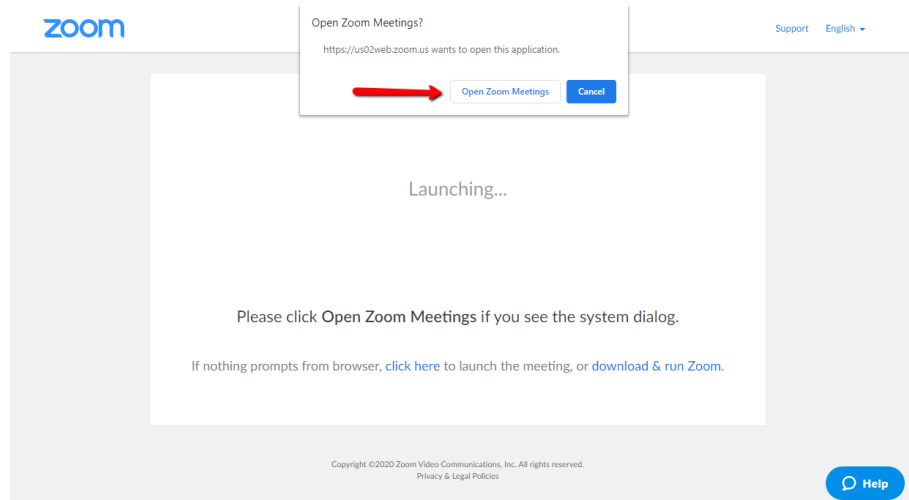 zoom
Support English
Open Zoom Meetings?
https://us02web.zoom.us wants to open this application.
Open Zoom Meetings Cancel
Launching...
Please click Open Zoom Meetings if you see the system dialog.
If nothing prompts from browser, click here to launch the meeting, or download & run Zoom.
Copyright ©2020 Zoom Video Communications, Inc. All rights reserved.
Privacy & Legal Policies
Help